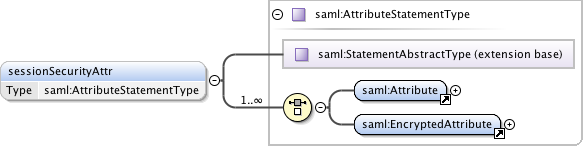 saml:AttributeStatementType
saml:StatementAbstractType (extension base)
sessionSecurityAttr
Type saml:AttributeStatementType
1..∞
saml:Attribute
saml:EncryptedAttribute